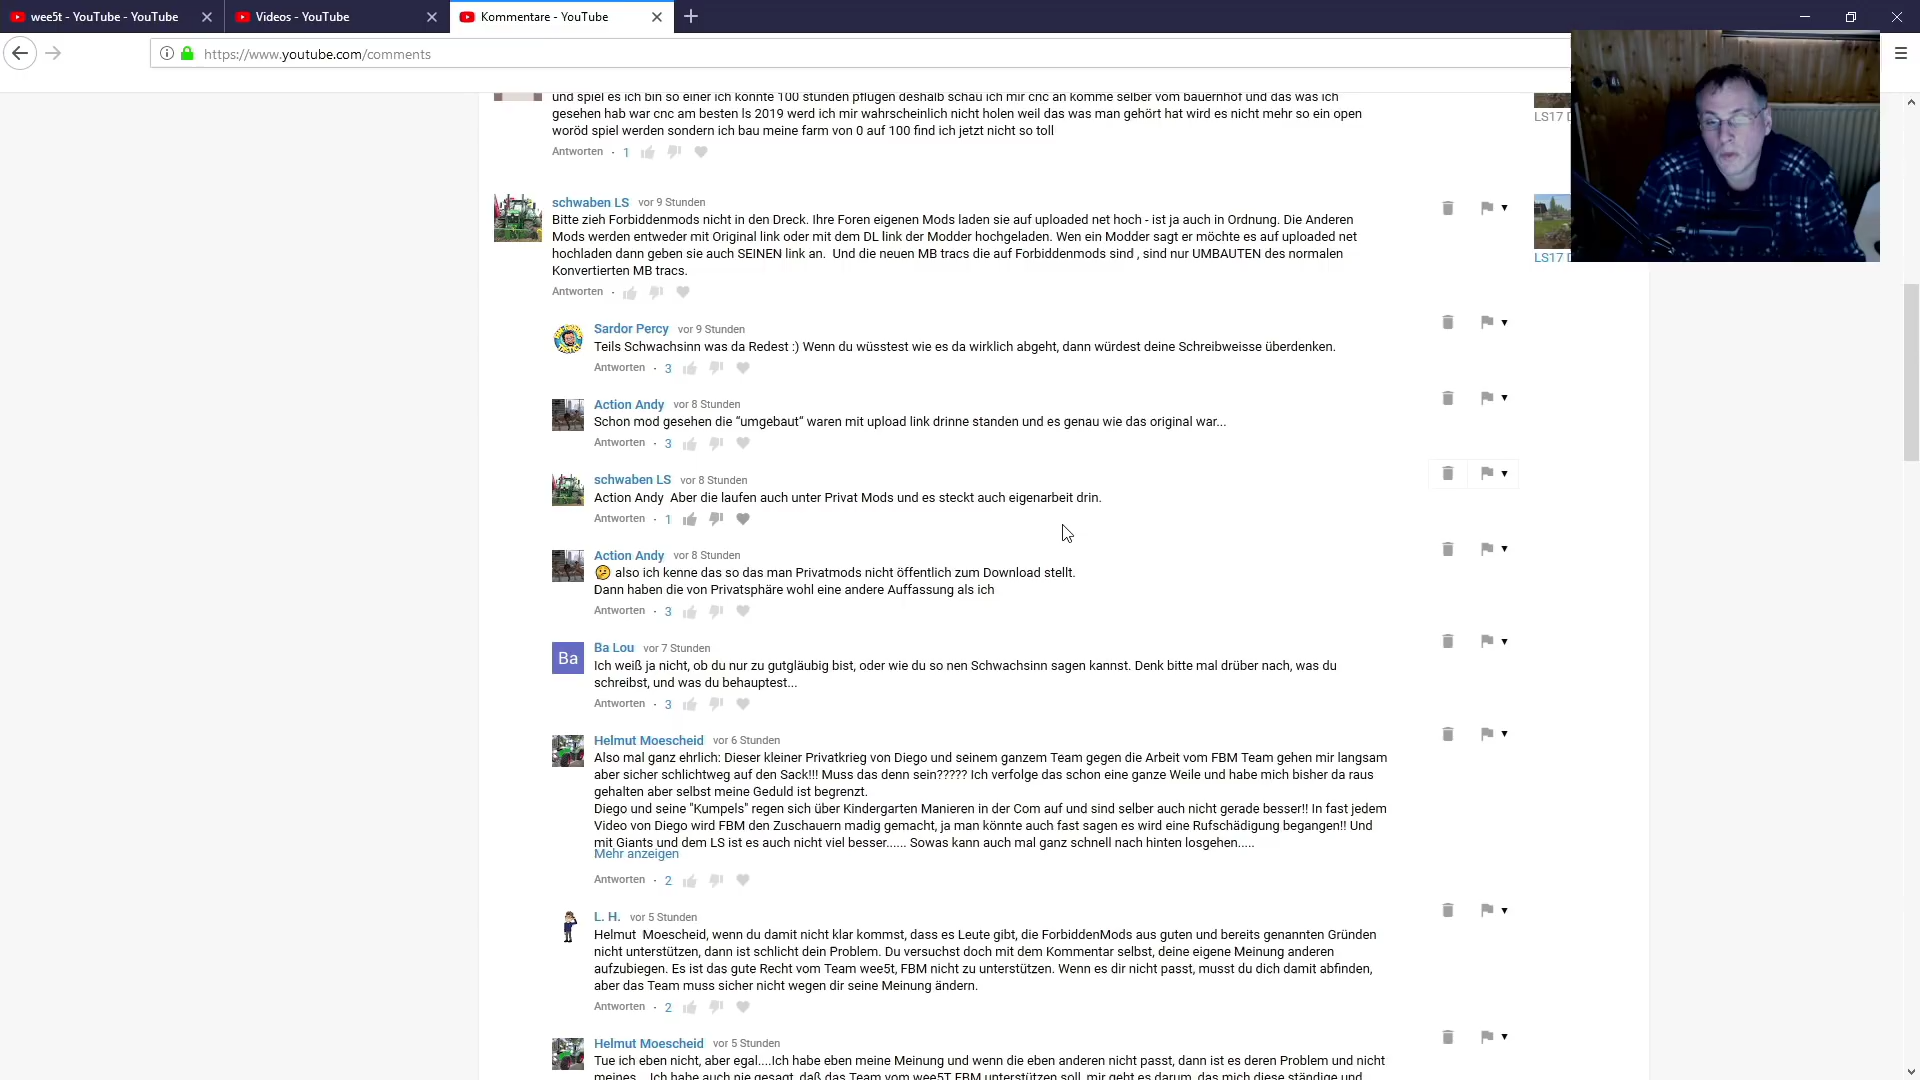 wee5t - YouTube - YouTube
Videos - YouTube
Kommentare - YouTube
https://www.youtube.com/comments
und spiel es ich bin so einer ich könnte 100 stunden pflügen deshalb schau ich mir cnc an komme selber vom bauernhof und das was ich
gesehen hab war cnc am besten ls 2019 werd ich mir wahrscheinlich nicht holen weil das was man gehört hat wird es nicht mehr so ein open
woröd spiel werden sondern ich bau meine farm von 0 auf 100 find ich jetzt nicht so toll
LS17 D
Antworten · 1
schwaben LS vor 9 Stunden
Bitte zieh Forbiddenmods nicht in den Dreck. Ihre Foren eigenen Mods laden sie auf uploaded net hoch - ist ja auch in Ordnung. Die Anderen
Mods werden entweder mit Original link oder mit dem DL link der Modder hochgeladen. Wen ein Modder sagt er möchte es auf uploaded net
hochladen dann geben sie auch SEINEN link an. Und die neuen MB tracs die auf Forbiddenmods sind , sind nur UMBAUTEN des normalen
Konvertierten MB tracs.
LS17 D
Antworten ·
Sardor Percy vor 9 Stunden
Teils Schwachsinn was da Redest :) Wenn du wüsstest wie es da wirklich abgeht, dann würdest deine Schreibweisse überdenken.
Antworten · 3
Action Andy vor 8 Stunden
Schon mod gesehen die “umgebaut“ waren mit upload link drinne standen und es genau wie das original war...
Antworten · 3
schwaben LS vor 8 Stunden
Action Andy Aber die laufen auch unter Privat Mods und es steckt auch eigenarbeit drin.
Antworten · 1
Action Andy vor 8 Stunden
🤔 also ich kenne das so das man Privatmods nicht öffentlich zum Download stellt.
Dann haben die von Privatsphäre wohl eine andere Auffassung als ich
Antworten · 3
Ba
Ba Lou vor 7 Stunden
Ich weiß ja nicht, ob du nur zu gutgläubig bist, oder wie du so nen Schwachsinn sagen kannst. Denk bitte mal drüber nach, was du
schreibst, und was du behauptest...
Antworten · 3
Helmut Moescheid vor 6 Stunden
Also mal ganz ehrlich: Dieser kleiner Privatkrieg von Diego und seinem ganzem Team gegen die Arbeit vom FBM Team gehen mir langsam
aber sicher schlichtweg auf den Sack!!! Muss das denn sein????? Ich verfolge das schon eine ganze Weile und habe mich bisher da raus
gehalten aber selbst meine Geduld ist begrenzt.
Diego und seine "Kumpels" regen sich über Kindergarten Manieren in der Com auf und sind selber auch nicht gerade besser!! In fast jedem
Video von Diego wird FBM den Zuschauern madig gemacht, ja man könnte auch fast sagen es wird eine Rufschädigung begangen!! Und
mit Giants und dem LS ist es auch nicht viel besser...... Sowas kann auch mal ganz schnell nach hinten losgehen.....
Mehr anzeigen
Antworten · 2
L. H. vor 5 Stunden
Helmut Moescheid, wenn du damit nicht klar kommst, dass es Leute gibt, die ForbiddenMods aus guten und bereits genannten Gründen
nicht unterstützen, dann ist schlicht dein Problem. Du versuchst doch mit dem Kommentar selbst, deine eigene Meinung anderen
aufzubiegen. Es ist das gute Recht vom Team wee5t, FBM nicht zu unterstützen. Wenn es dir nicht passt, musst du dich damit abfinden,
aber das Team muss sicher nicht wegen dir seine Meinung ändern.
Antworten · 2
Helmut Moescheid vor 5 Stunden
Tue ich eben nicht, aber egal....Ich habe eben meine Meinung und wenn die eben anderen nicht passt, dann ist es deren Problem und nicht
meines... Ich habe auch nie gesagt, daß das Team vom wee5T FBM unterstützen soll, mir geht es darum, das mich diese ständige und